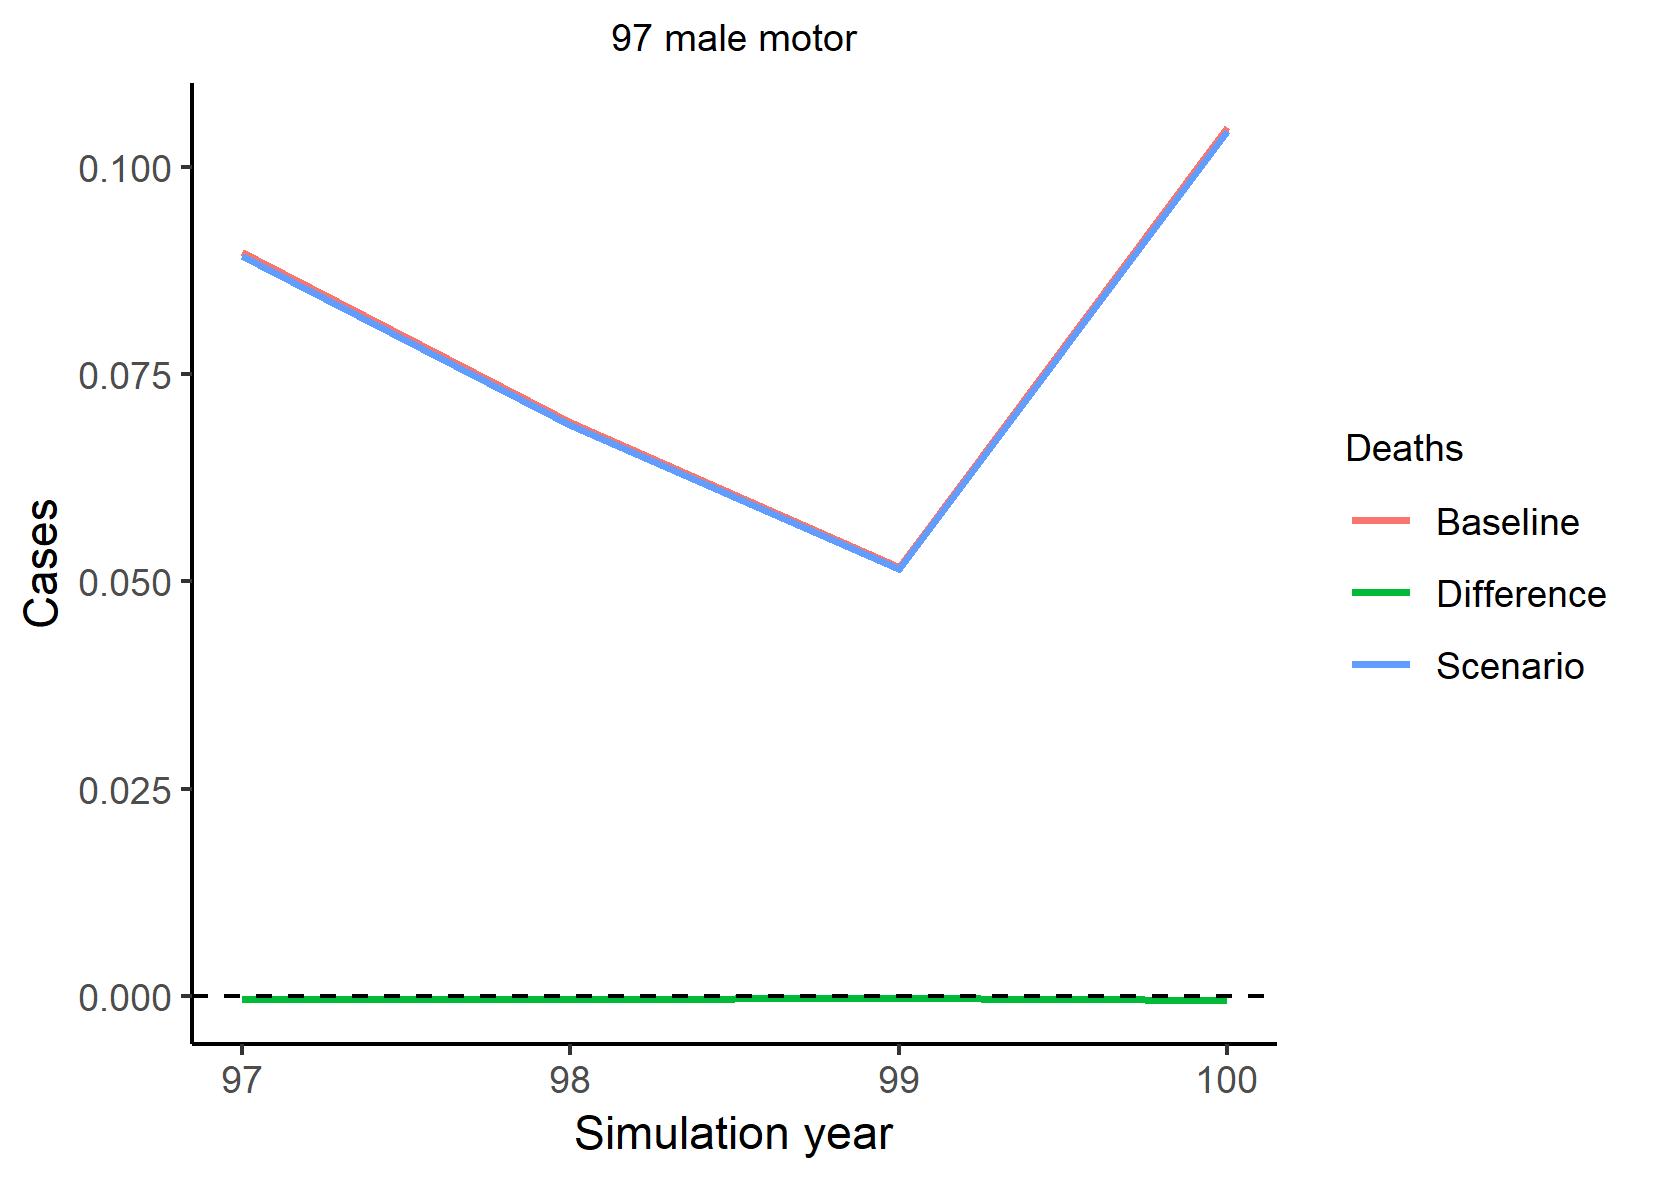 97 male motor
0.100
0.075
0.050
0.025
0.000
Cases
97 98 99 100
Simulation year
Deaths
Baseline
Difference
Scenario